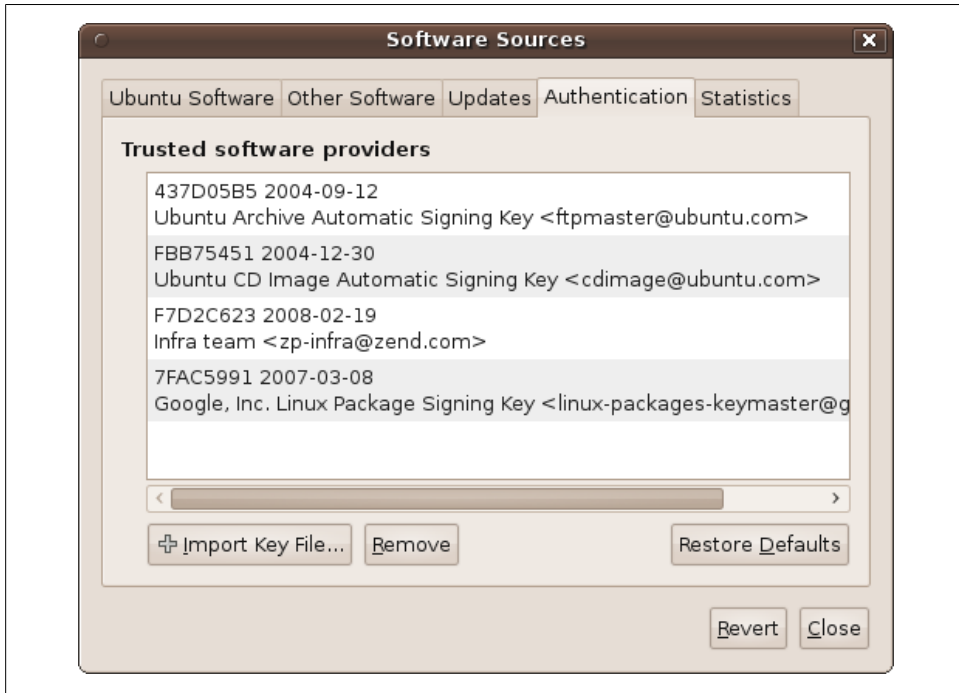 Software Sources
Ubuntu Software Other Software Updates Authentication Statistics
Trusted software providers
437D05B5 2004-09-12
Ubuntu Archive Automatic Signing Key <ftpmaster@ubuntu.com>
FBB75451 2004-12-30
Ubuntu CD Image Automatic Signing Key <cdimage@ubuntu.com>
F7D2C623 2008-02-19
Infra team <zp-infra@zend.com>
7FAC5991 2007-03-08
Google, Inc. Linux Package Signing Key <linux-packages-keymaster@g
Import Key File... Remove Restore Defaults
Revert Close